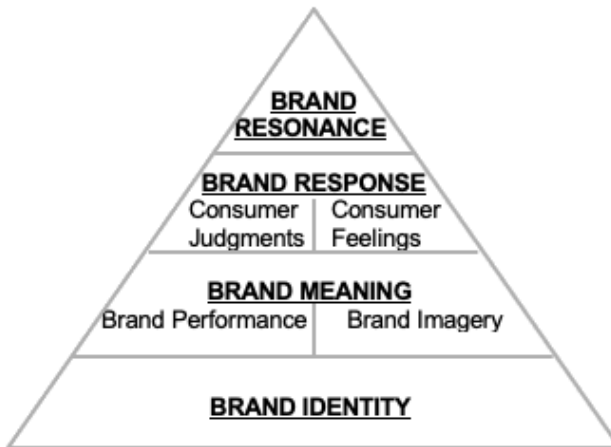 BRAND
RESONANCE
BRAND RESPONSE
Consumer Judgments
Consumer Feelings
BRAND MEANING
Brand Performance
Brand Imagery
BRAND IDENTITY